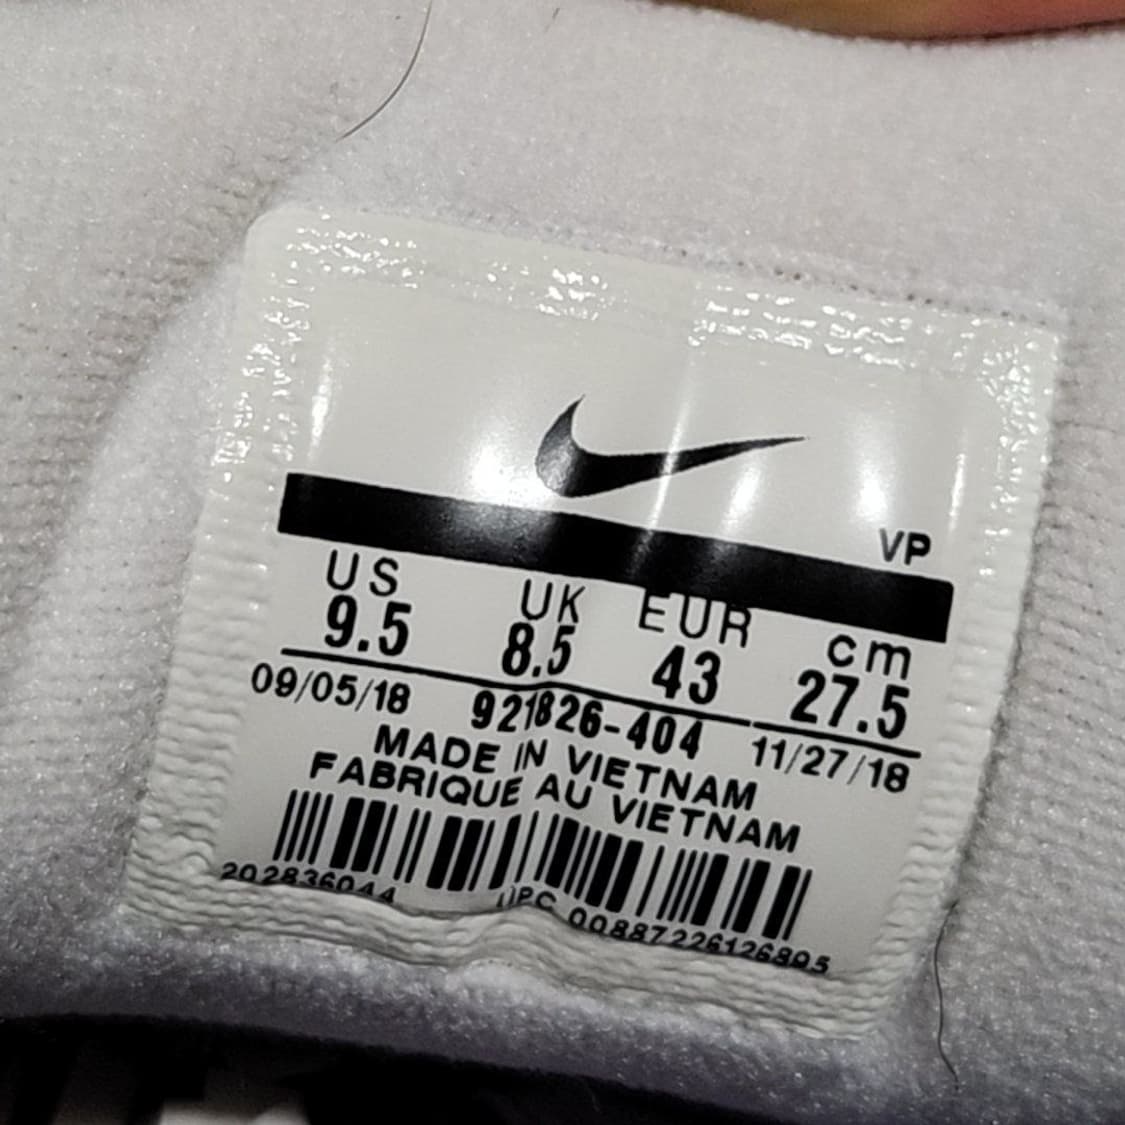 VP
US UK EUR cm
9.5 8.5 43 27.5
09/05/18 921826-404 11/27/18
MADE IN VIETNAM
FABRIQUE AU VIETNAM
202836044 UPC 00887226126805